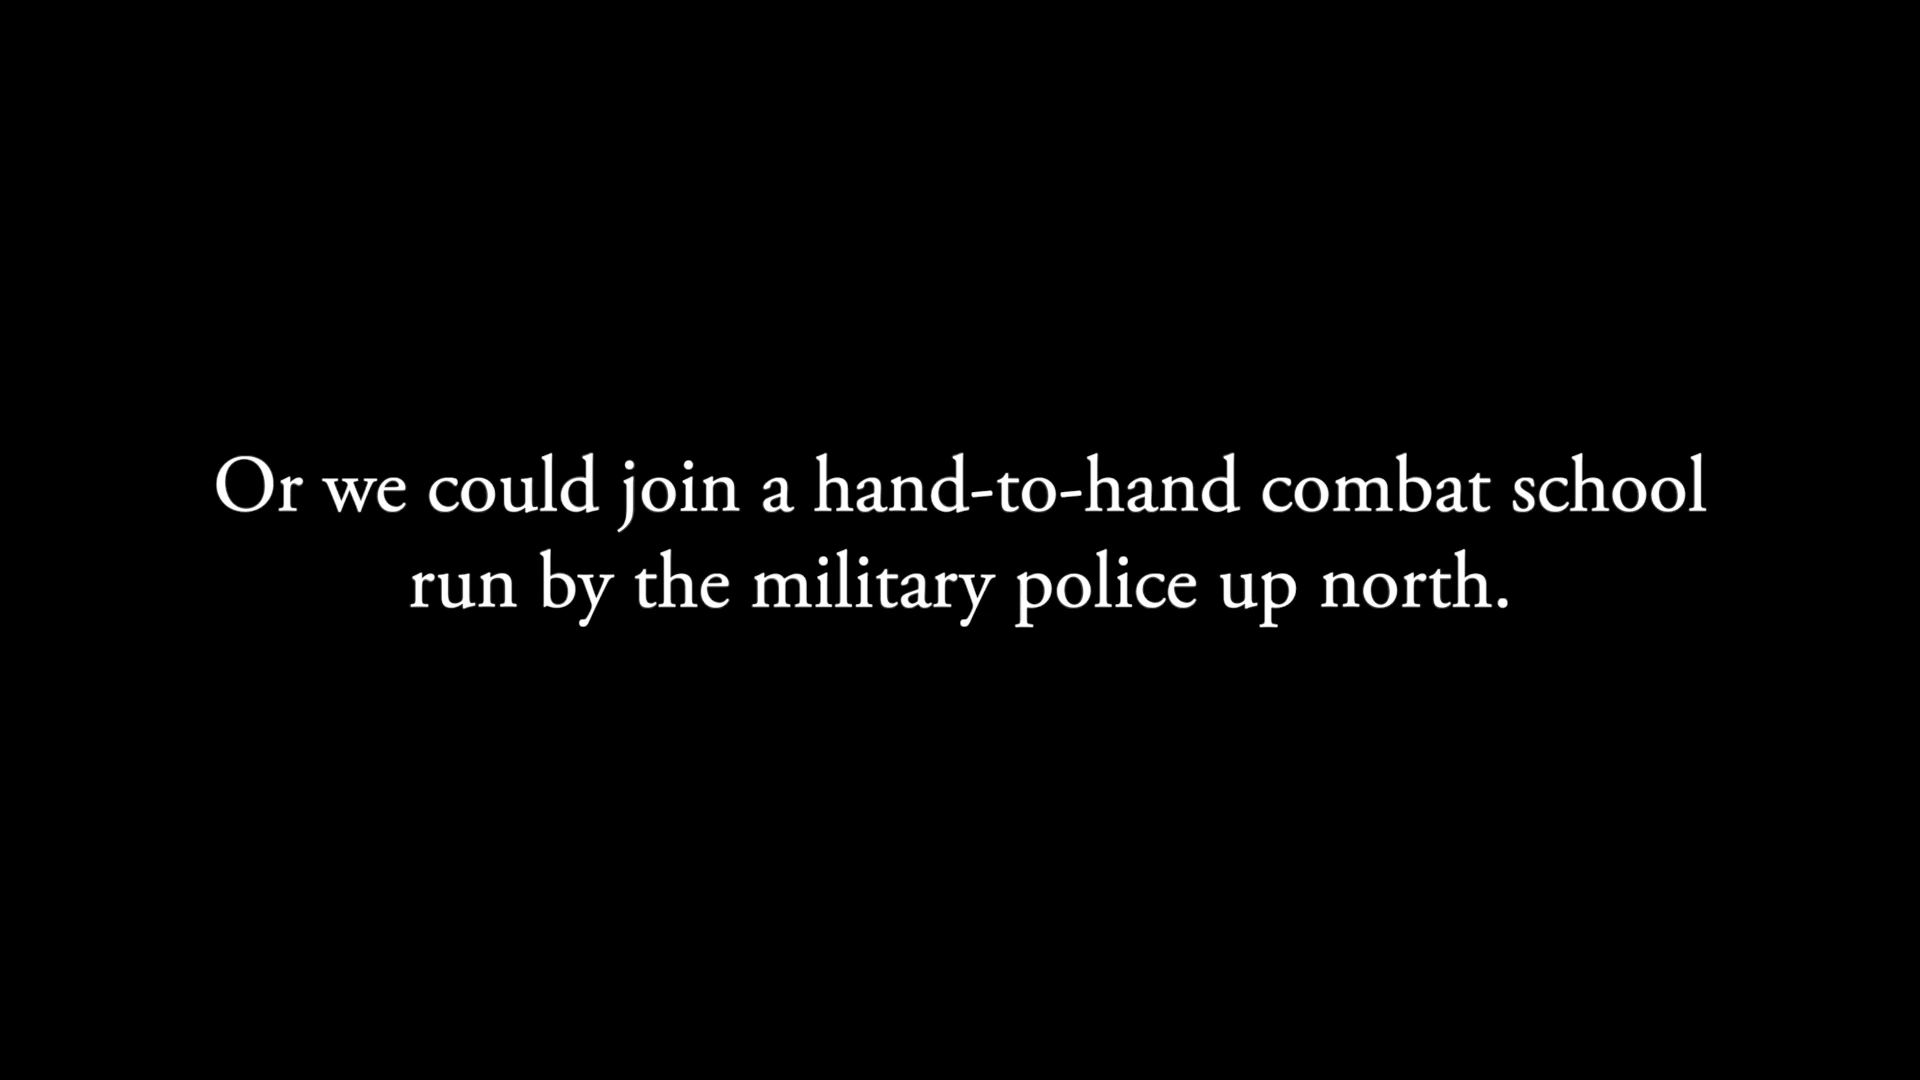 Or we could join a hand-to-hand combat school
run by the military police up north.